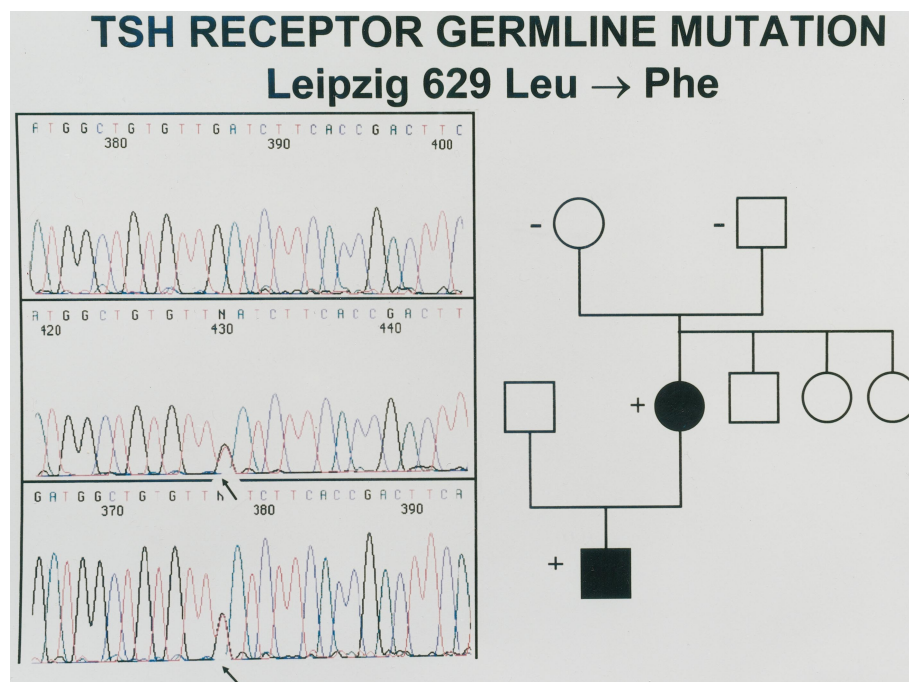 TSH RECEPTOR GERMLINE MUTATION
Leipzig 629 Leu → Phe
A T G G C T G T G T T G A T C T T C A C C G A C T T C
380 390 400
A T G G C T G T G T T N A T C T T C A C C G A C T T
420 430 440
G A T G G C T G T G T T N T C T T C A C C G A C T T C A
370 380 390
- -
+
+